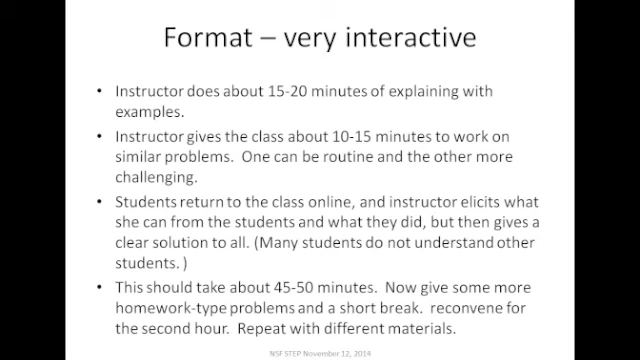 Format – very interactive
• Instructor does about 15-20 minutes of explaining with
examples.
• Instructor gives the class about 10-15 minutes to work on
similar problems.  One can be routine and the other more
challenging.
• Students return to the class online, and instructor elicits what
she can from the students and what they did, but then gives a
clear solution to all. (Many students do not understand other
students. )
• This should take about 45-50 minutes.  Now give some more
homework-type problems and a short break.  reconvene for
the second hour.  Repeat with different materials.
NSF STEP November 12, 2014